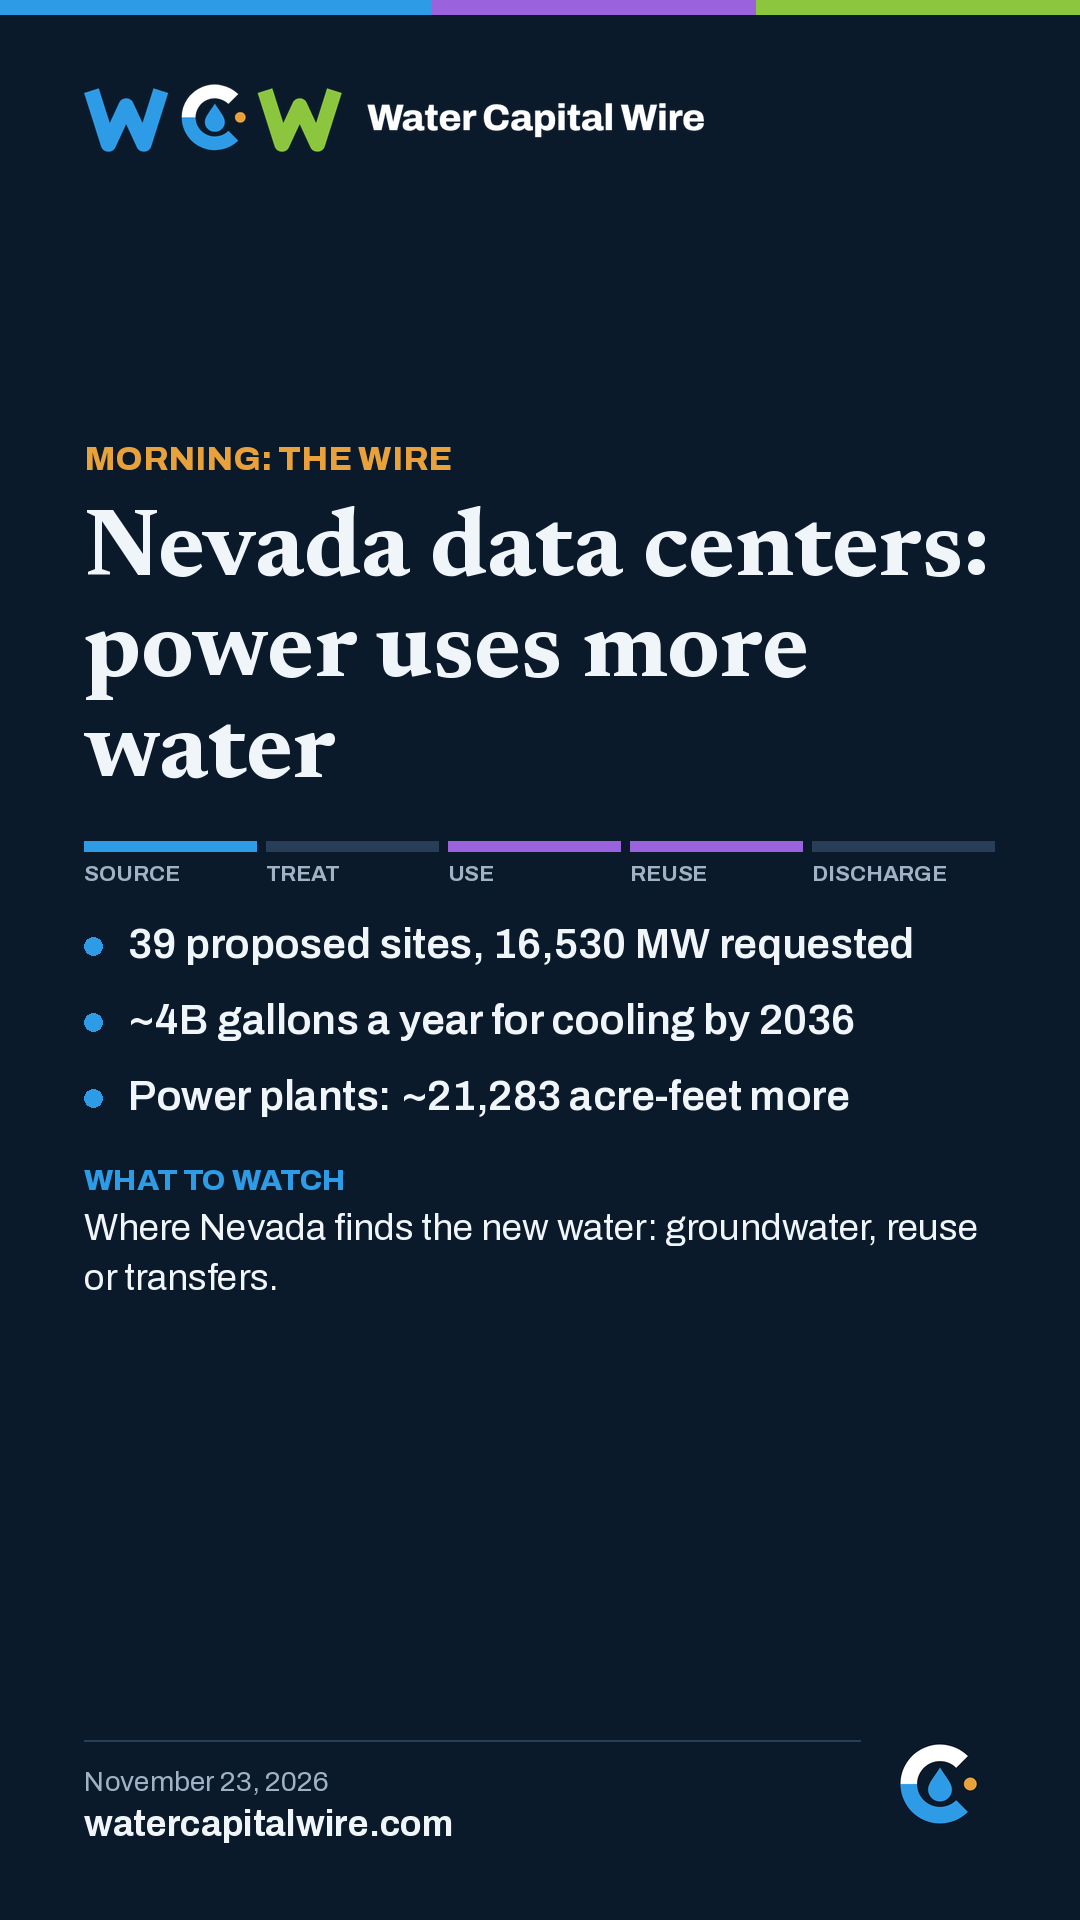 WCW Water Capital Wire
MORNING: THE WIRE
Nevada data centers:
power uses more
water
SOURCE TREAT USE REUSE DISCHARGE
39 proposed sites, 16,530 MW requested
~4B gallons a year for cooling by 2036
Power plants: ~21,283 acre-feet more
WHAT TO WATCH
Where Nevada finds the new water: groundwater, reuse
or transfers.
November 23, 2026
watercapitalwire.com